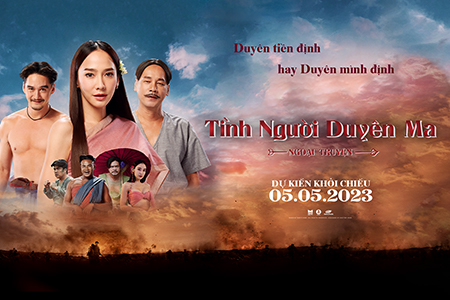 Duyên tiền định
hay Duyên mình định
Tình Người Duyên Ma
NGOẠI TRUYỆN
DỰ KIẾN KHỞI CHIẾU
05.05.2023